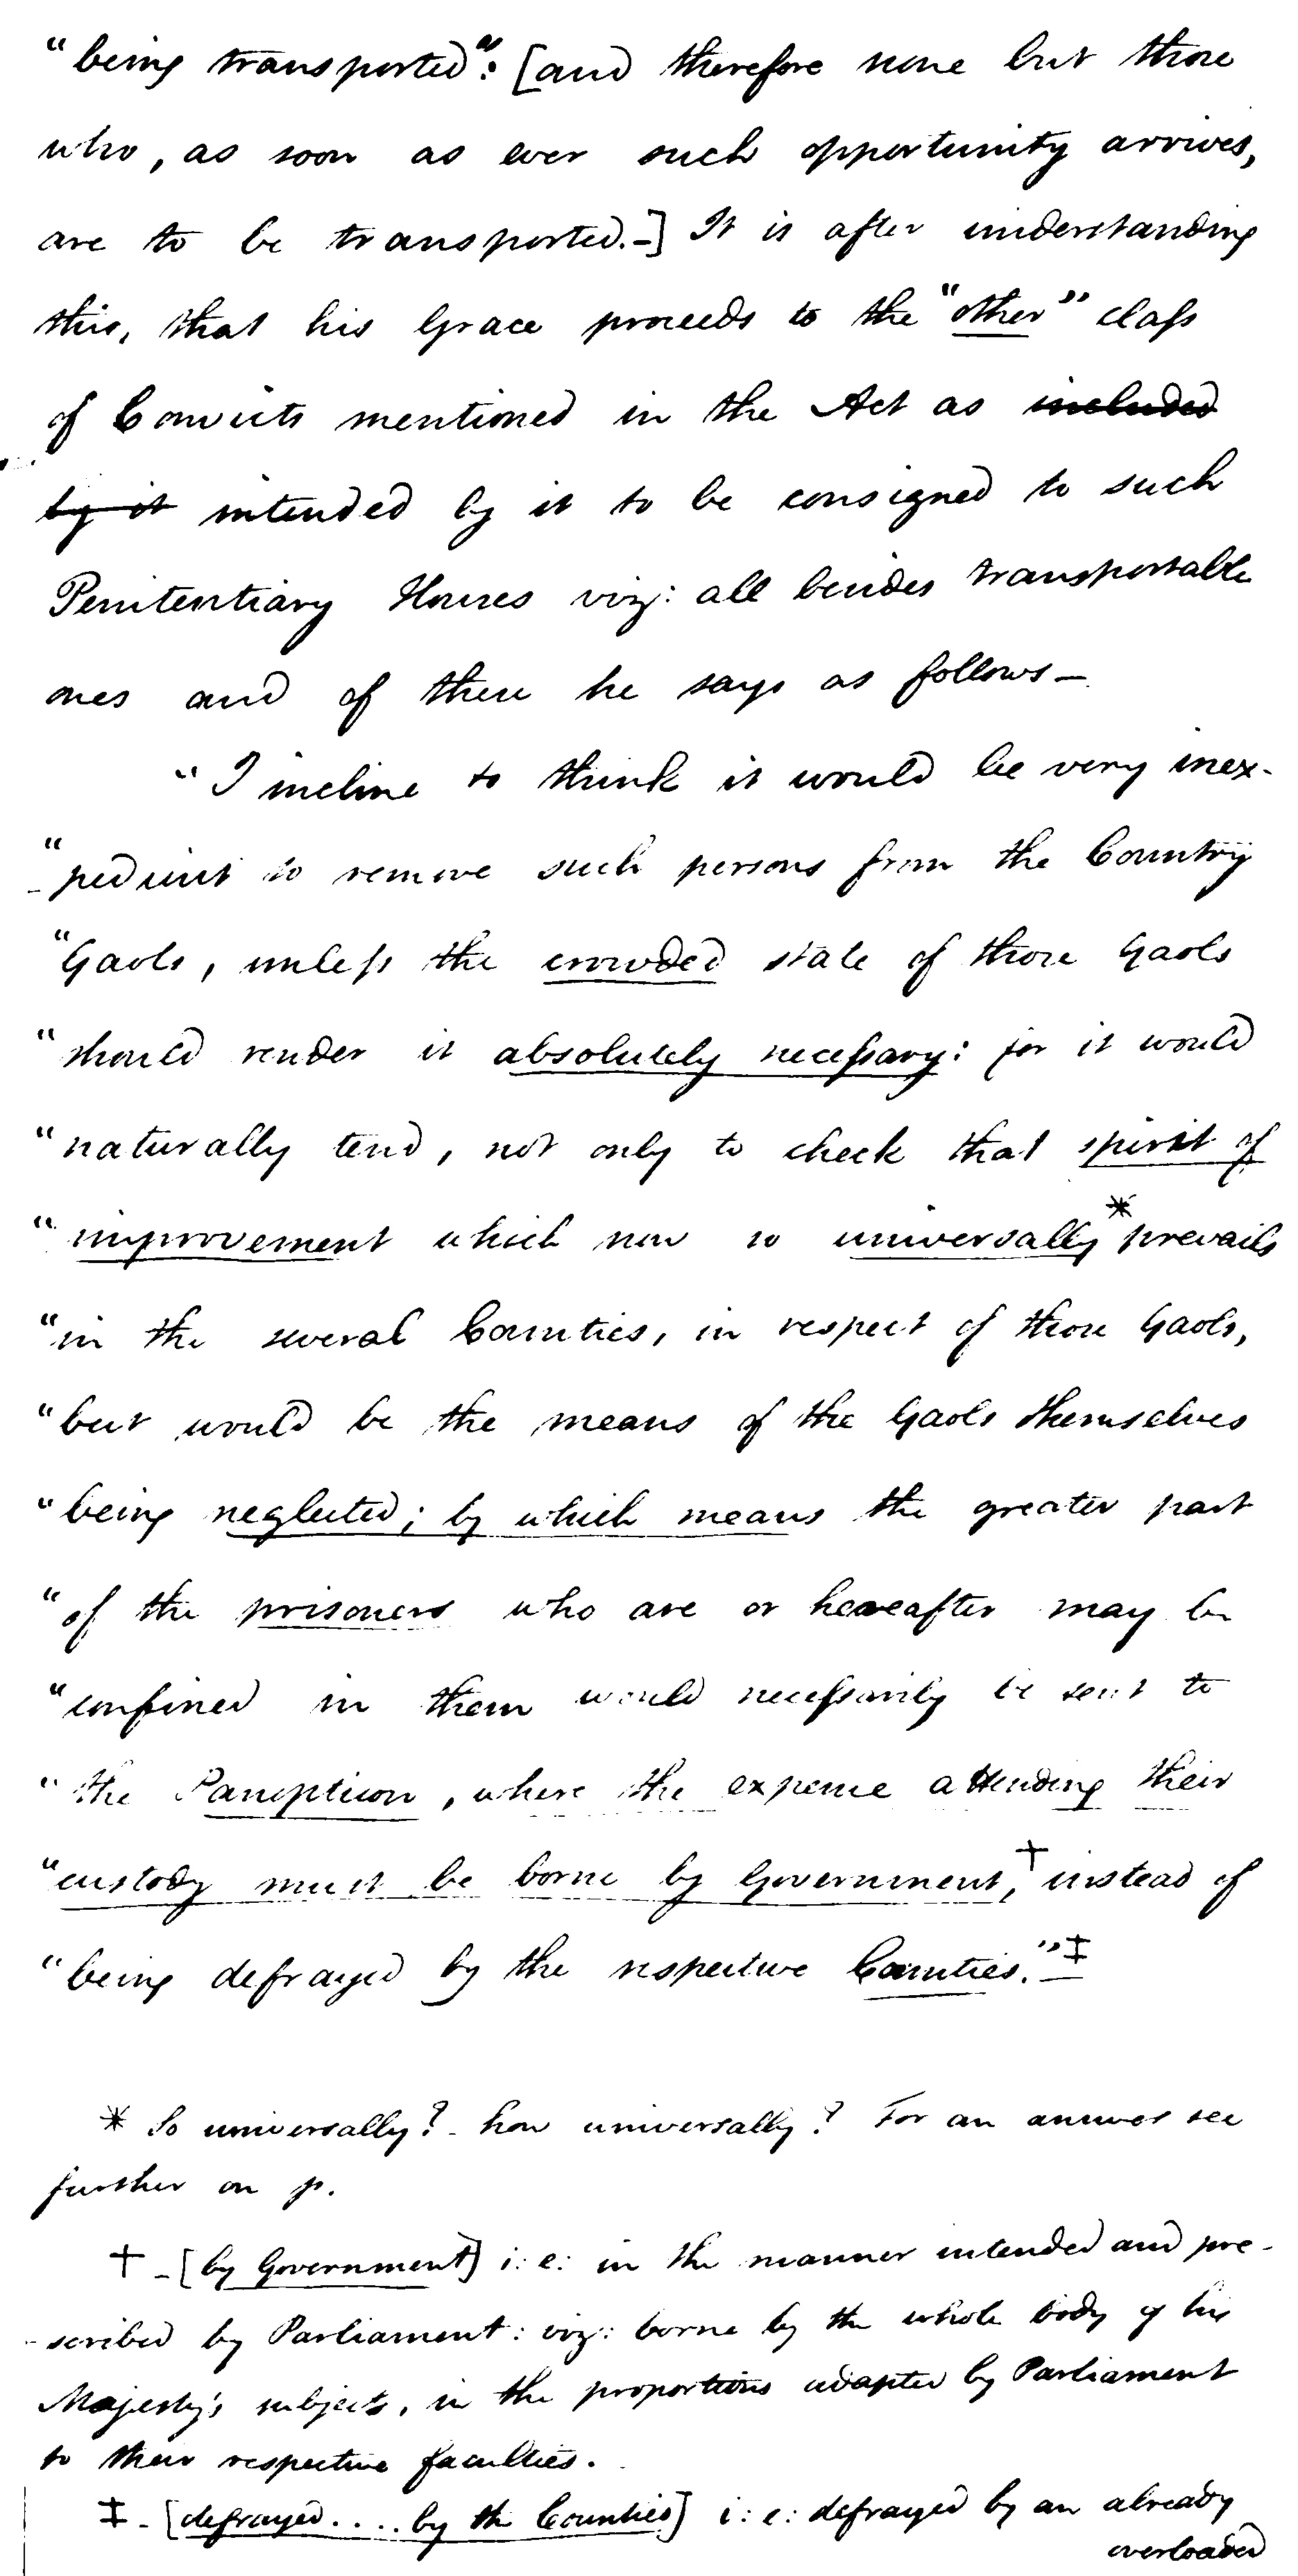 "being transported": [and therefore none but those
who, as soon as ever such opportunity arrives,
are to be transported.-] It is after understanding
this, that his Grace proceeds to the "other" class
of Convicts mentioned in the Act as included
by it intended by it to be consigned to such
Penitentiary Houses viz: all besides transportable
ones and of these he says as follows—
"I incline to think it would be very inex-
"-pedient to remove such persons from the Country
"Gaols, unless the crowded state of those Gaols
"should render it absolutely necessary: for it would
"naturally tend, not only to check that spirit of
"improvement which now so universally * prevails
"in the several Counties, in respect of those Gaols,
"but would be the means of the Gaols themselves
"being neglected; by which means the greater part
"of the prisoners who are or hereafter may be
"confined in them would necessarily be sent to
"the Panopticon, where the expense attending their
"custody must be borne by Government,† instead of
"being defrayed by the respective Counties."‡
* So universally? - how universally? For an answer see
further on p.
† - [by Government] i: e: in the manner intended and pre-
-scribed by Parliament: viz: borne by the whole body of his
Majesty's subjects, in the proportions adapted by Parliament
to their respective faculties.
‡ - [defrayed.... by the Counties] i: e: defrayed by an already
overloaded